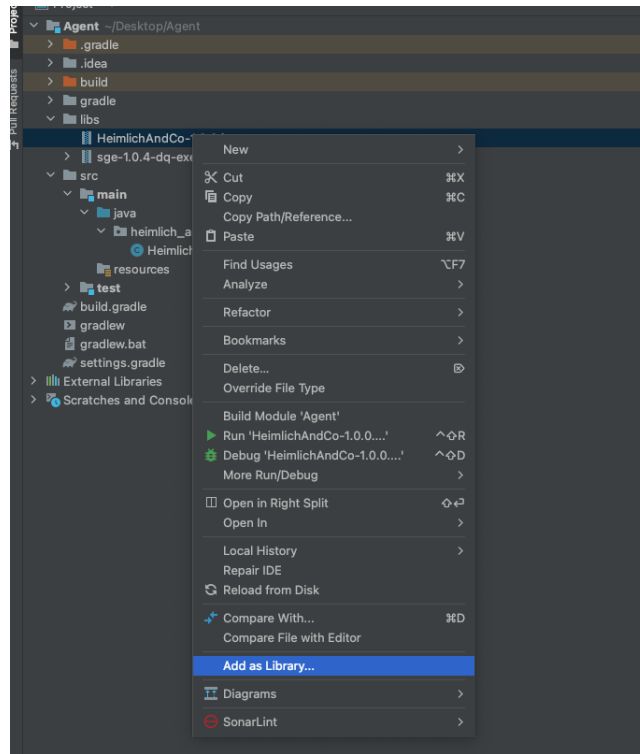 Project
Pull Requests
Agent ~/Desktop/Agent
.gradle
.idea
build
gradle
libs
HeimlichAndCo-
sge-1.0.4-dq-exe
src
main
java
heimlich_a
Heimlich
resources
test
build.gradle
gradlew
gradlew.bat
settings.gradle
External Libraries
Scratches and Console
New
Cut ⌘X
Copy ⌘C
Copy Path/Reference...
Paste ⌘V
Find Usages ⌥F7
Analyze
Refactor
Bookmarks
Delete... ⌦
Override File Type
Build Module 'Agent'
Run 'HeimlichAndCo-1.0.0....' ^⇧R
Debug 'HeimlichAndCo-1.0.0....' ^⇧D
More Run/Debug
Open in Right Split ⇧⏎
Open In
Local History
Repair IDE
Reload from Disk
Compare With... ⌘D
Compare File with Editor
Add as Library...
Diagrams
SonarLint